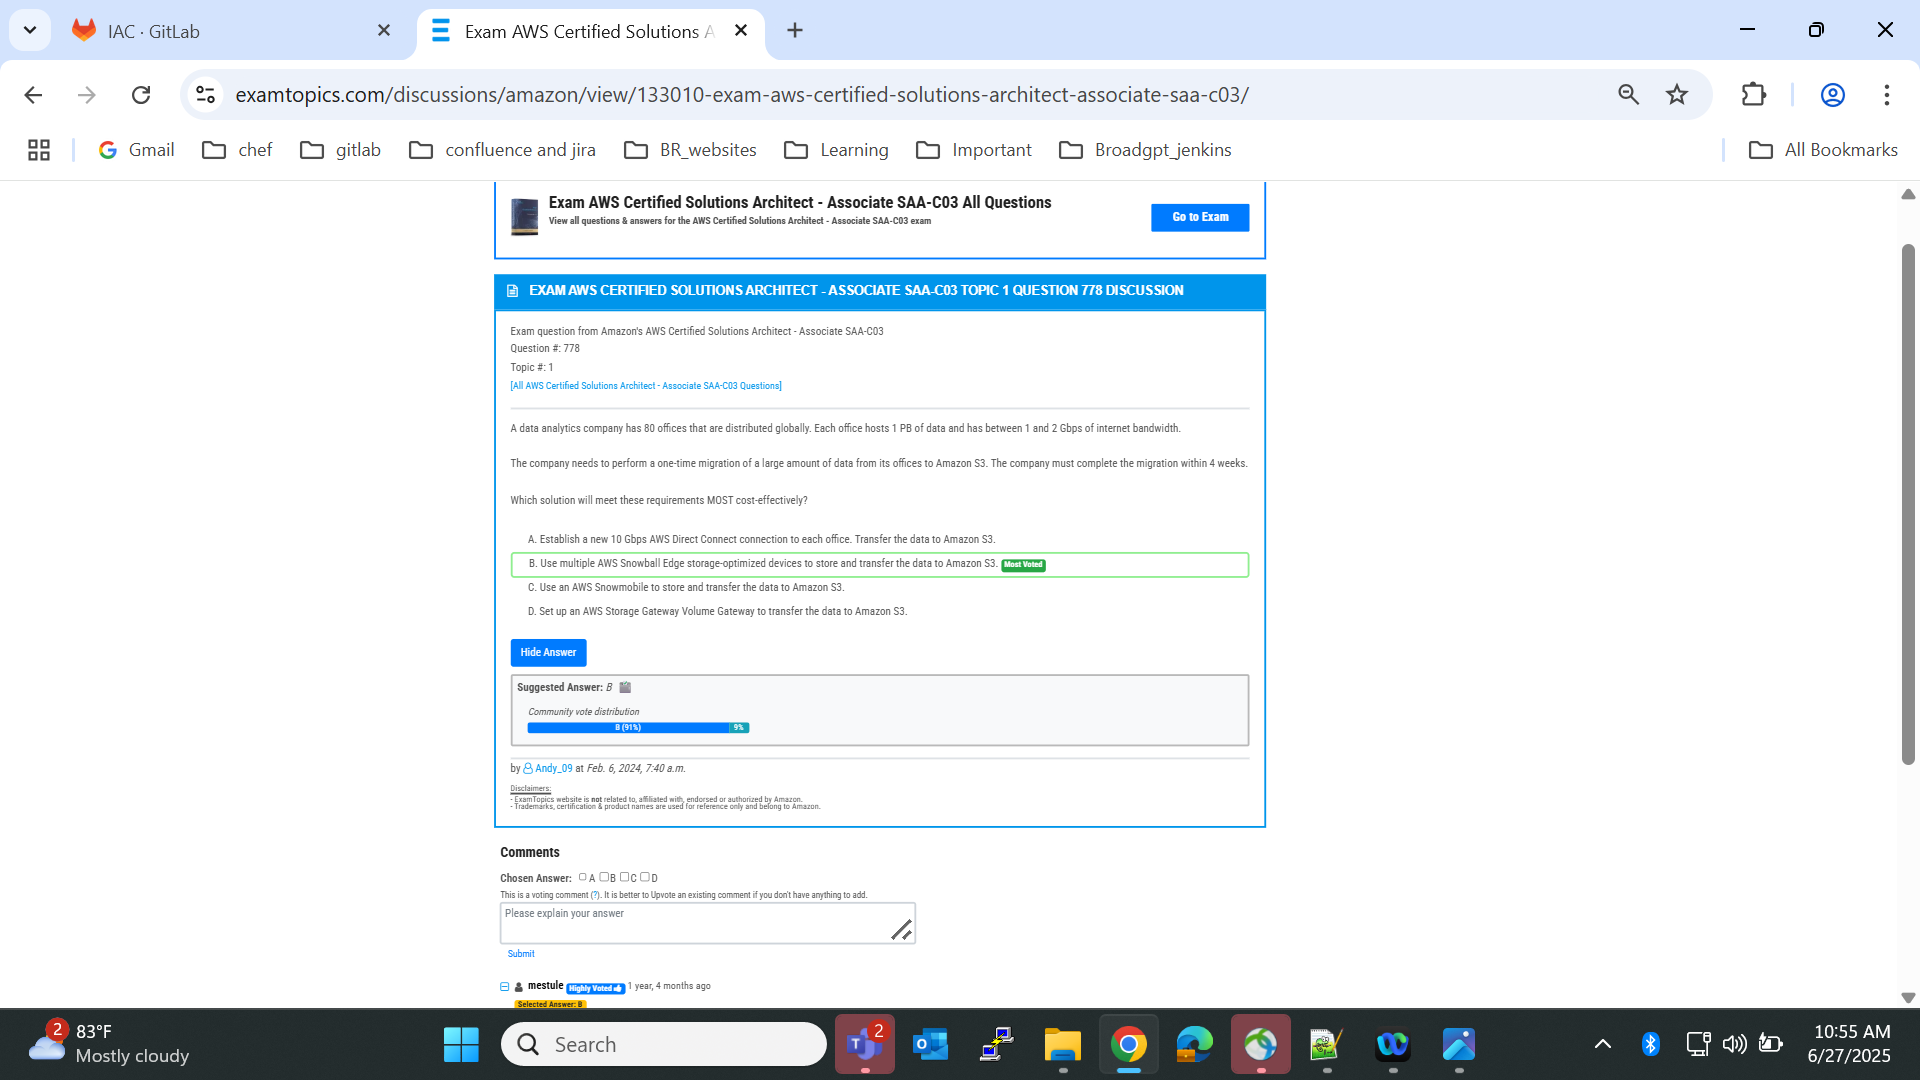 IAC · GitLab
Exam AWS Certified Solutions A
examtopics.com/discussions/amazon/view/133010-exam-aws-certified-solutions-architect-associate-saa-c03/
Gmail chef gitlab confluence and jira BR_websites Learning Important Broadgpt_jenkins All Bookmarks
Exam AWS Certified Solutions Architect - Associate SAA-C03 All Questions
View all questions & answers for the AWS Certified Solutions Architect - Associate SAA-C03 exam
Go to Exam
EXAM AWS CERTIFIED SOLUTIONS ARCHITECT - ASSOCIATE SAA-C03 TOPIC 1 QUESTION 778 DISCUSSION
Exam question from Amazon's AWS Certified Solutions Architect - Associate SAA-C03
Question #: 778
Topic #: 1
[All AWS Certified Solutions Architect - Associate SAA-C03 Questions]
A data analytics company has 80 offices that are distributed globally. Each office hosts 1 PB of data and has between 1 and 2 Gbps of internet bandwidth.
The company needs to perform a one-time migration of a large amount of data from its offices to Amazon S3. The company must complete the migration within 4 weeks.
Which solution will meet these requirements MOST cost-effectively?
A. Establish a new 10 Gbps AWS Direct Connect connection to each office. Transfer the data to Amazon S3.
B. Use multiple AWS Snowball Edge storage-optimized devices to store and transfer the data to Amazon S3. Most Voted
C. Use an AWS Snowmobile to store and transfer the data to Amazon S3.
D. Set up an AWS Storage Gateway Volume Gateway to transfer the data to Amazon S3.
Hide Answer
Suggested Answer: B
Community vote distribution
B (91%) 9%
by Andy_09 at Feb. 6, 2024, 7:40 a.m.
Disclaimers:
- ExamTopics website is not related to, affiliated with, endorsed or authorized by Amazon.
- Trademarks, certification & product names are used for reference only and belong to Amazon.
Comments
Chosen Answer: A B C D
This is a voting comment (?). It is better to Upvote an existing comment if you don't have anything to add.
Please explain your answer
Submit
mestule Highly Voted 1 year, 4 months ago
Selected Answer: B
2
83°F
Mostly cloudy
Search
2
10:55 AM
6/27/2025